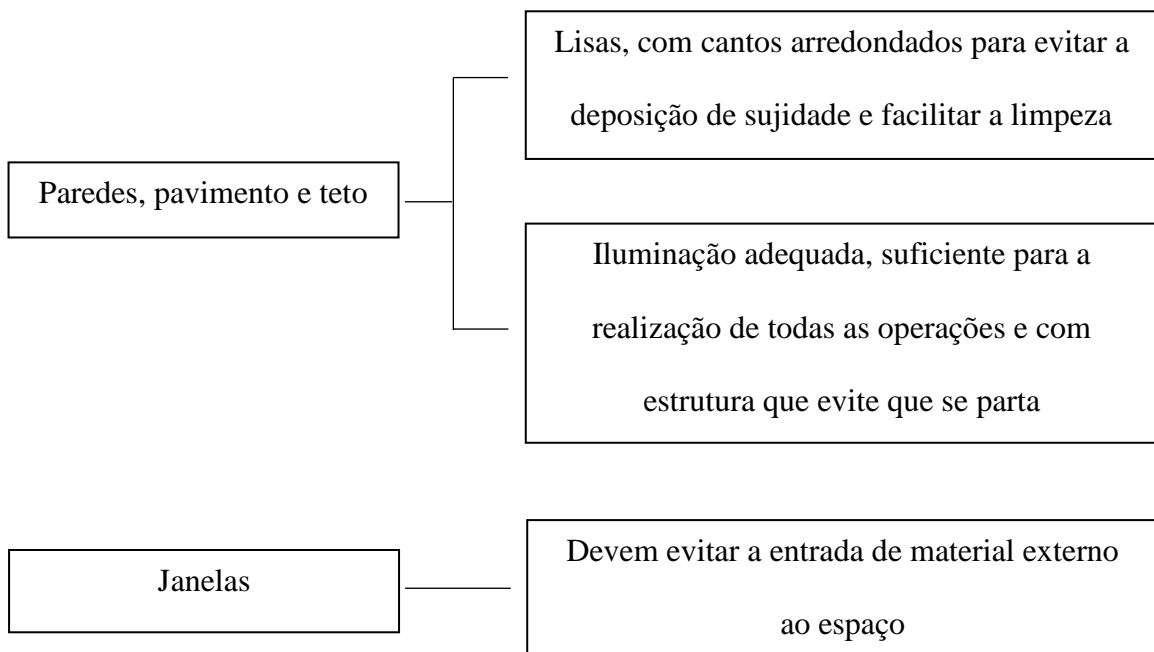 Lisas, com cantos arredondados para evitar a
deposição de sujidade e facilitar a limpeza
Paredes, pavimento e teto
Iluminação adequada, suficiente para a
realização de todas as operações e com
estrutura que evite que se parta
Janelas
Devem evitar a entrada de material externo
ao espaço